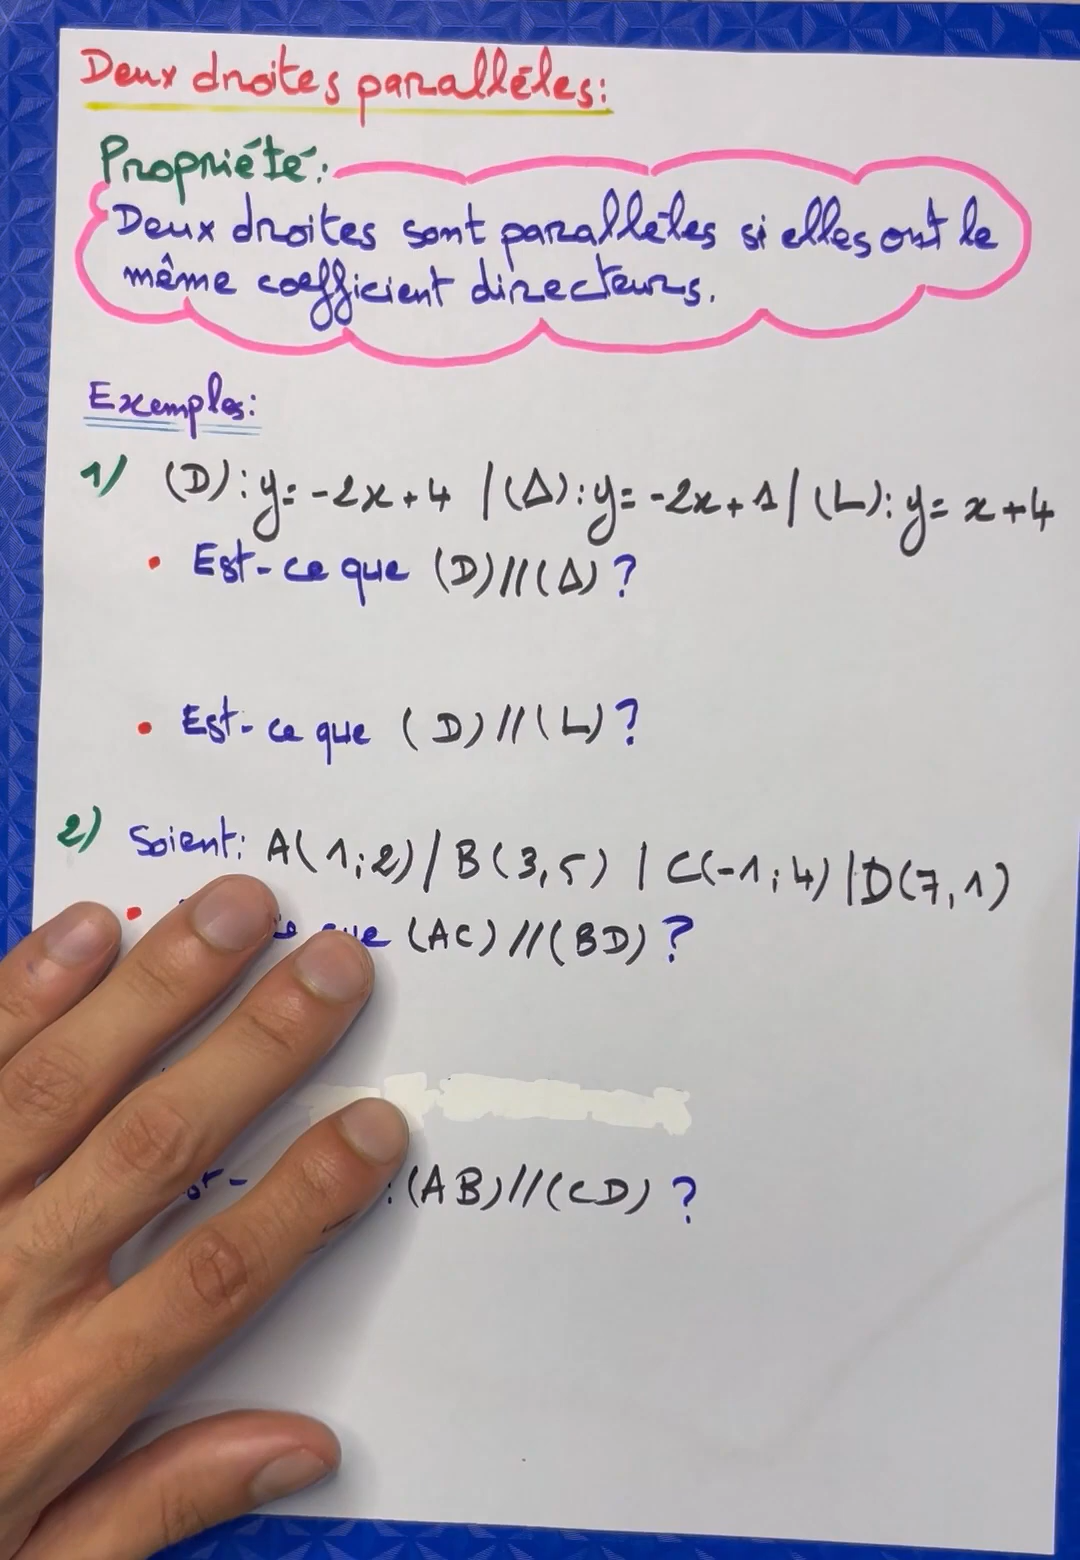 Deux droites parallèles:
Propriété:
Deux droites sont parallèles si elles ont le
même coefficient directeurs.
Exemples:
1) (D): y= -2x+4 / (Δ): y= -2x+1 / (L): y= x+4
• Est-ce que (D)//(Δ) ?
• Est-ce que (D)//(L) ?
2) Soient: A(1;2) / B(3,5) / C(-1;4) / D(7,1)
• que (AC)//(BD) ?
: (AB)//(CD) ?